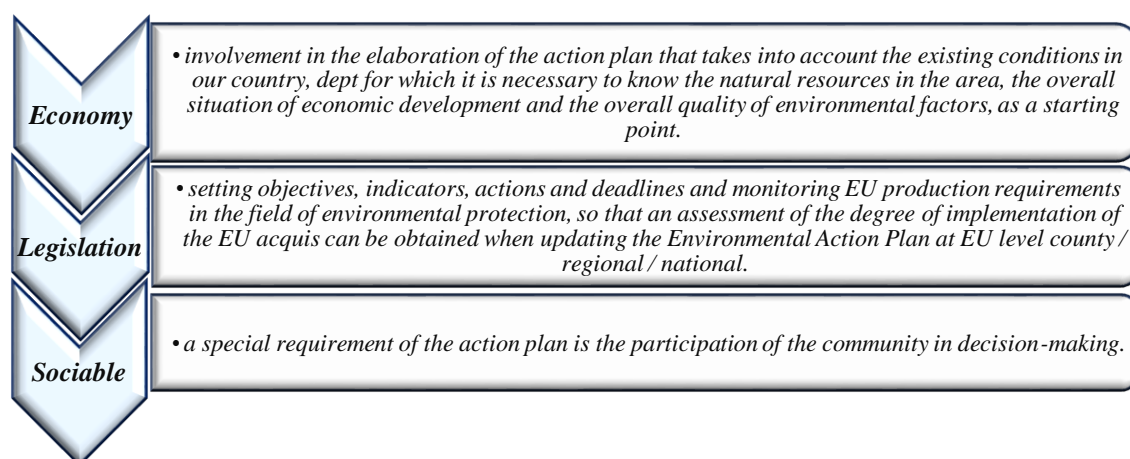 Economy
• involvement in the elaboration of the action plan that takes into account the existing conditions in
our country, dept for which it is necessary to know the natural resources in the area, the overall
situation of economic development and the overall quality of environmental factors, as a starting
point.
Legislation
• setting objectives, indicators, actions and deadlines and monitoring EU production requirements
in the field of environmental protection, so that an assessment of the degree of implementation of
the EU acquis can be obtained when updating the Environmental Action Plan at EU level county /
regional / national.
Sociable
• a special requirement of the action plan is the participation of the community in decision-making.